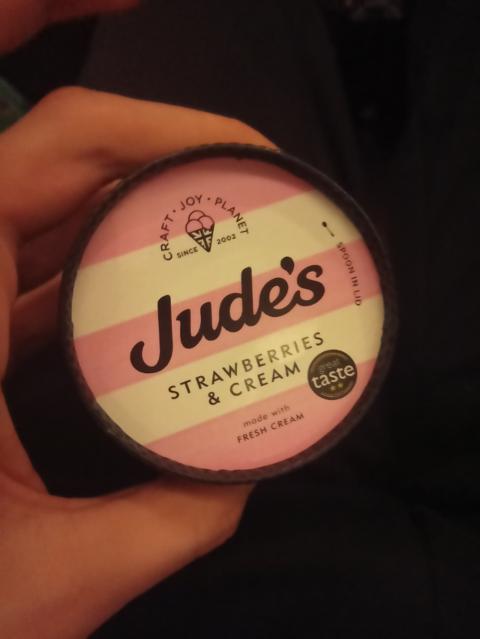 CRAFT · JOY · PLANET
SINCE 2002
SPOON IN LID
Jude's
STRAWBERRIES
& CREAM
great
taste
made with
FRESH CREAM